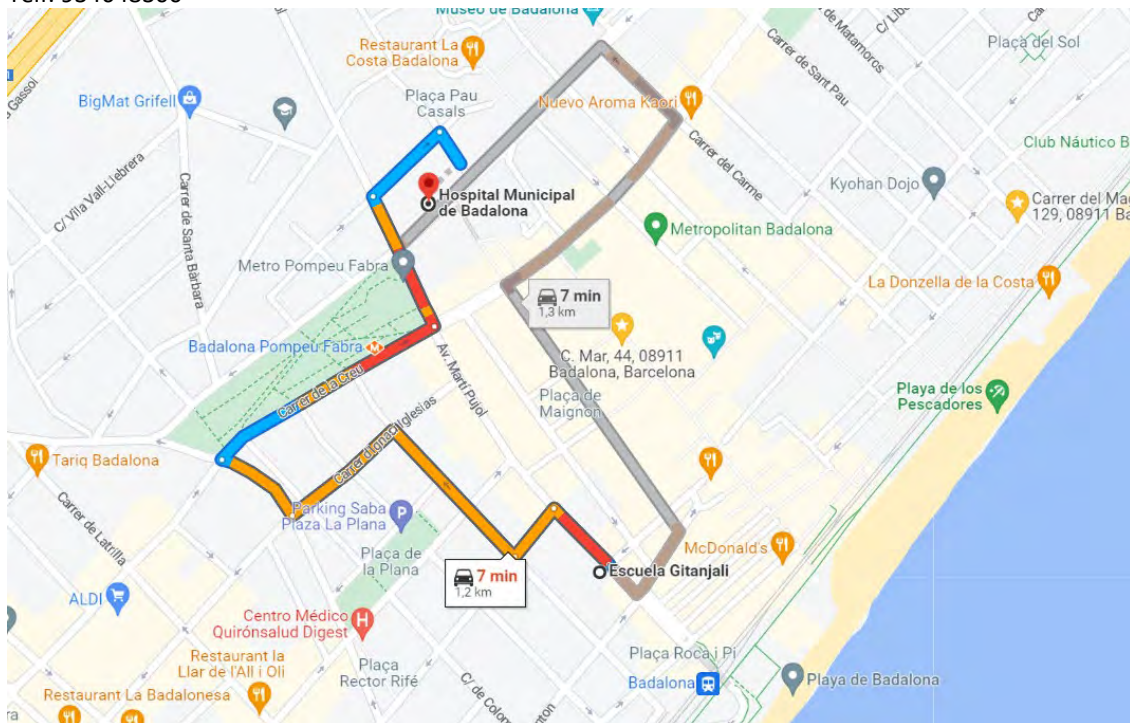 Museo de Badalona
C/ Matamoros
Plaça del Sol
Restaurant La
Costa Badalona
Gassol
BigMat Grifell
Plaça Pau
Casals
Carrer de Sant Pau
Nuevo Aroma Kaori
Carrer del Carme
Club Náutico B
C/ Vila Vall-Llebrera
Carrer de Santa Bàrbara
Kyohan Dojo
Hospital Municipal
de Badalona
Carrer del Mag
129, 08911 Ba
Metropolitan Badalona
Metro Pompeu Fabra
La Donzella de la Costa
7 min
1,3 km
Badalona Pompeu Fabra
M
Av. Martí Pujol
C. Mar, 44, 08911
Badalona, Barcelona
Carrer de a Creu
Plaça de
Maignon
Playa de los
Pescadores
Carrer d'Ignaci Iglesias
Tariq Badalona
Carrer de Latrilla
Parking Saba
Plaza La Plana
P
McDonald's
Plaça de
la Plana
7 min
1,2 km
Escuela Gitanjali
ALDI
Centro Médico
Quirónsalud Digest
H
Plaça Roca i Pi
Restaurant la
Llar de l'All i Oli
Plaça
Rector Rifé
Badalona
Playa de Badalona
C/ de Colom
Restaurant La Badalonesa
ra